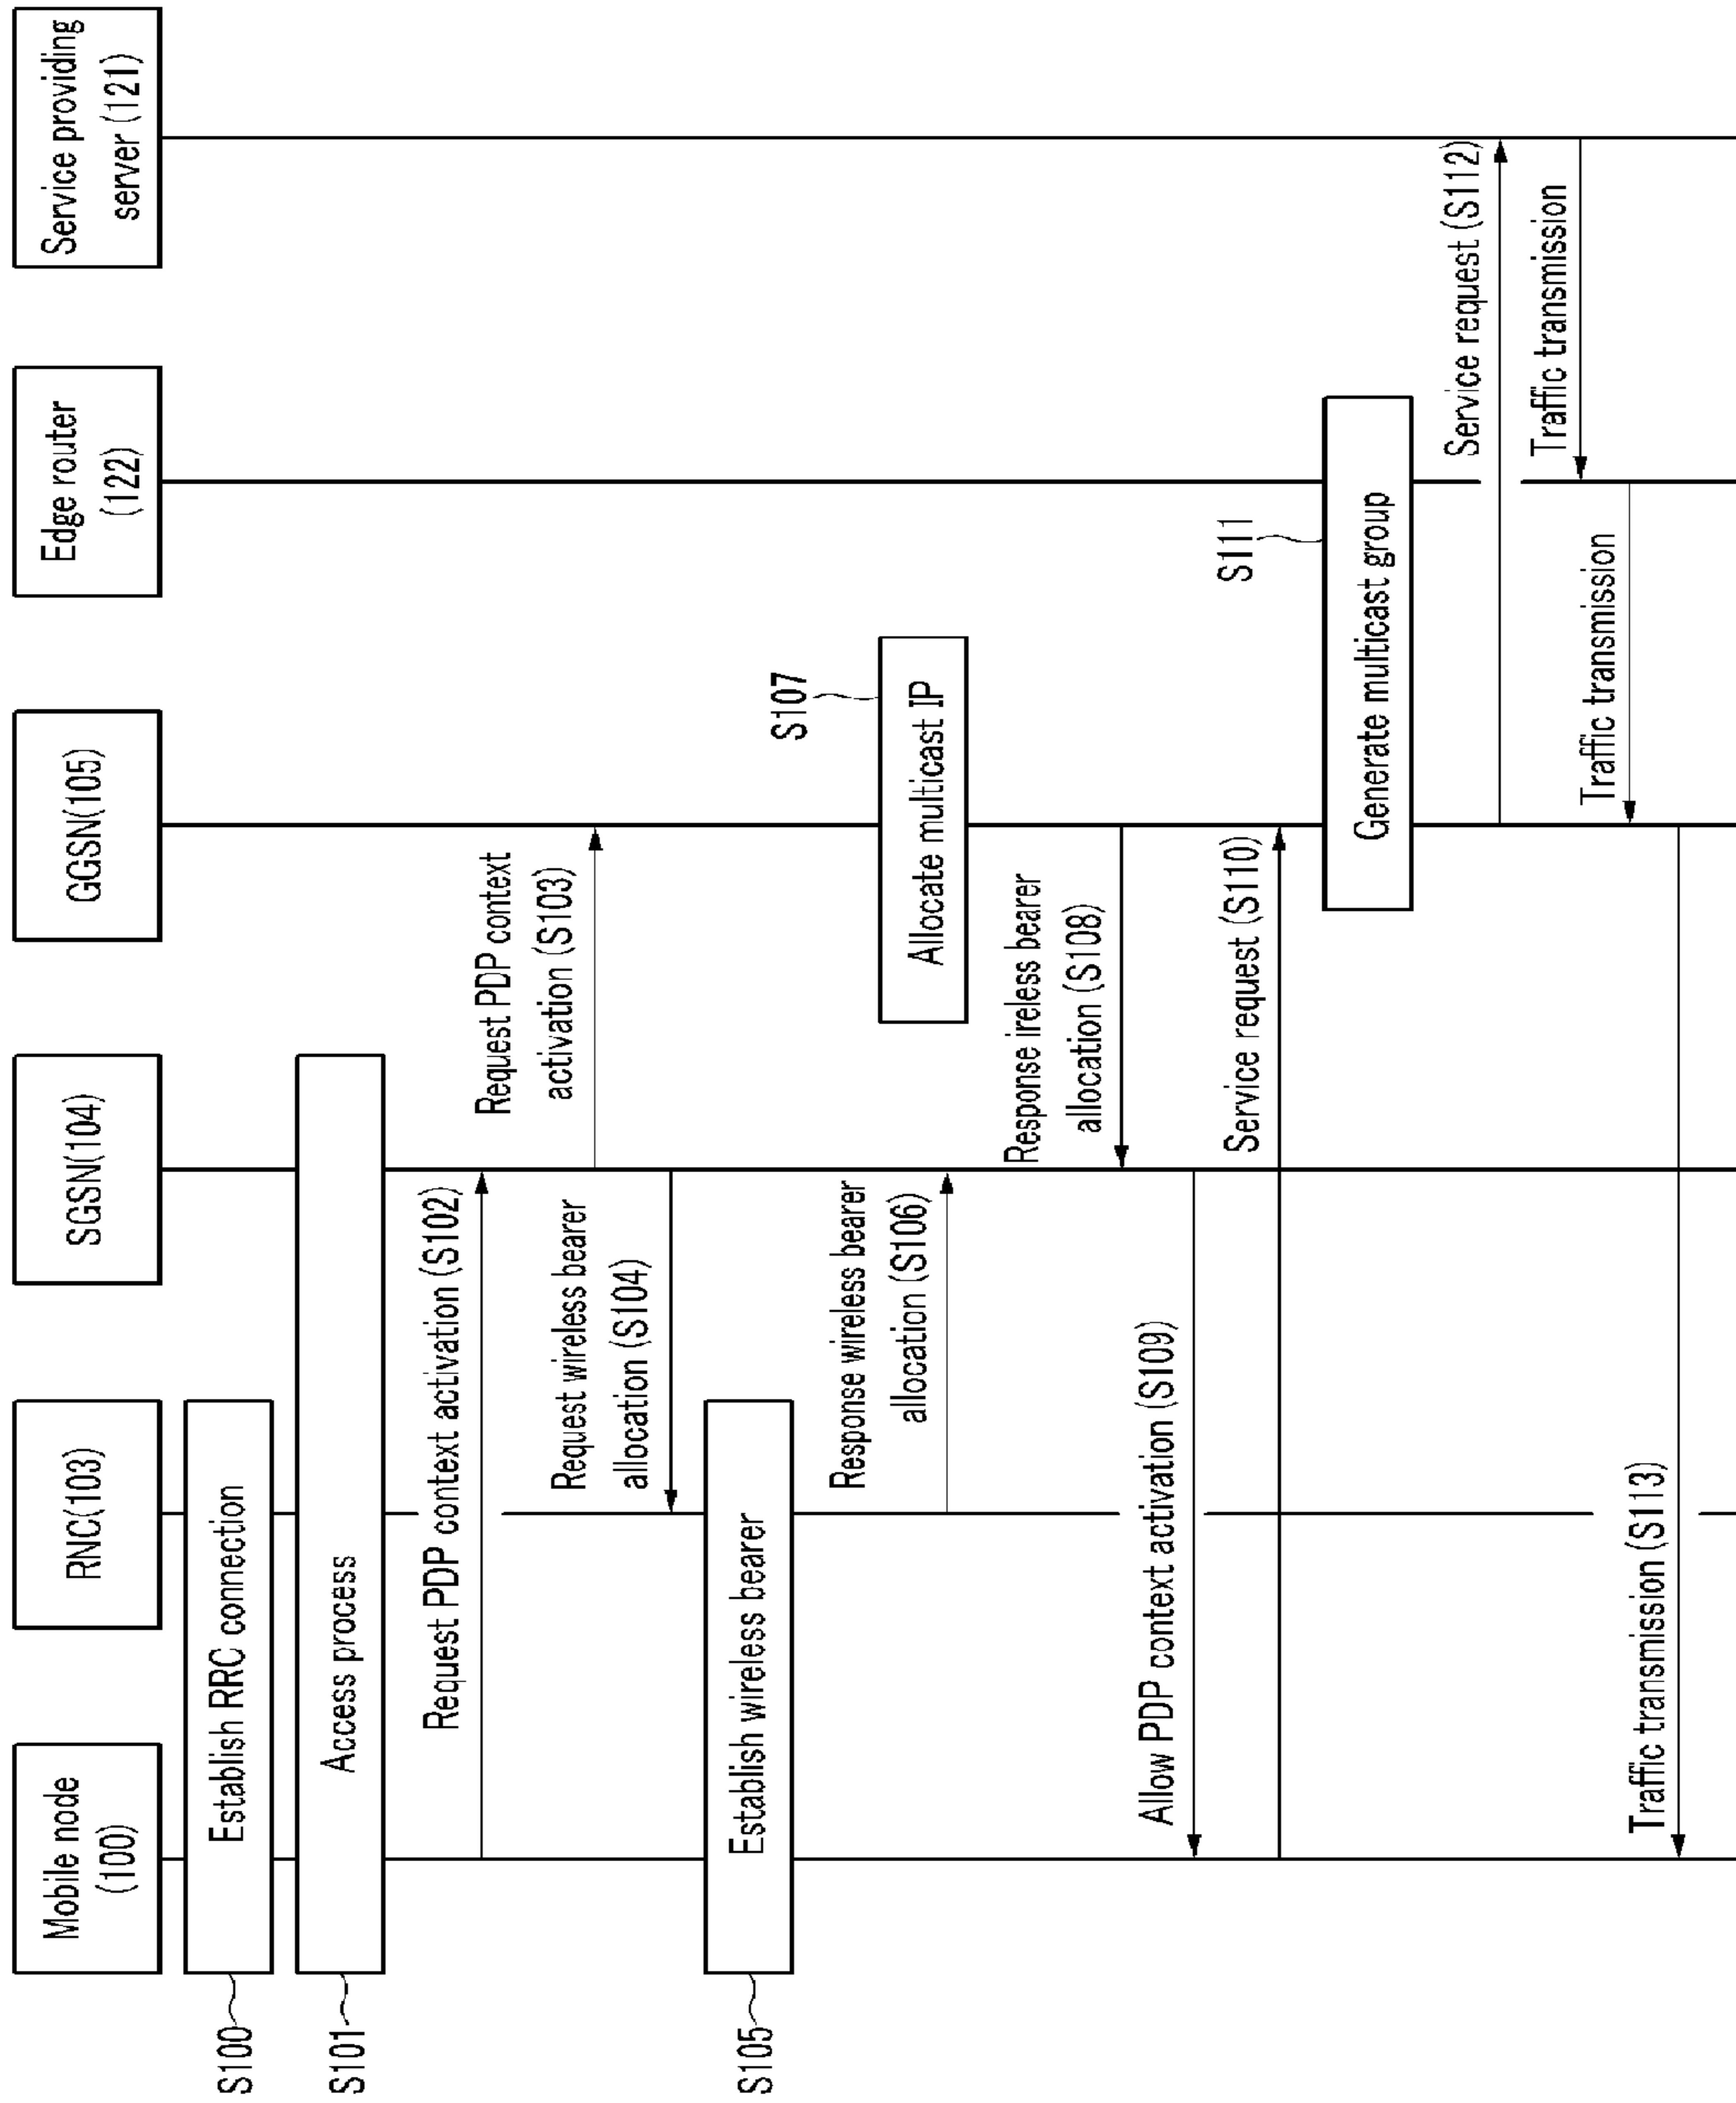 Mobile node
(100)
RNC(103)
SGSN(104)
GGSN(105)
Edge router
(122)
Service providing
server (121)
S100
Establish RRC connection
S101
Access process
Request PDP context activation (S102)
Request PDP context
activation (S103)
Request wireless bearer
allocation (S104)
S105
Establish wireless bearer
S107
Allocate multicast IP
Response wireless bearer
allocation (S106)
Response ireless bearer
allocation (S108)
Allow PDP context activation (S109)
Service request (S110)
S111
Generate multicast group
Service request (S112)
Traffic transmission
Traffic transmission
Traffic transmission (S113)